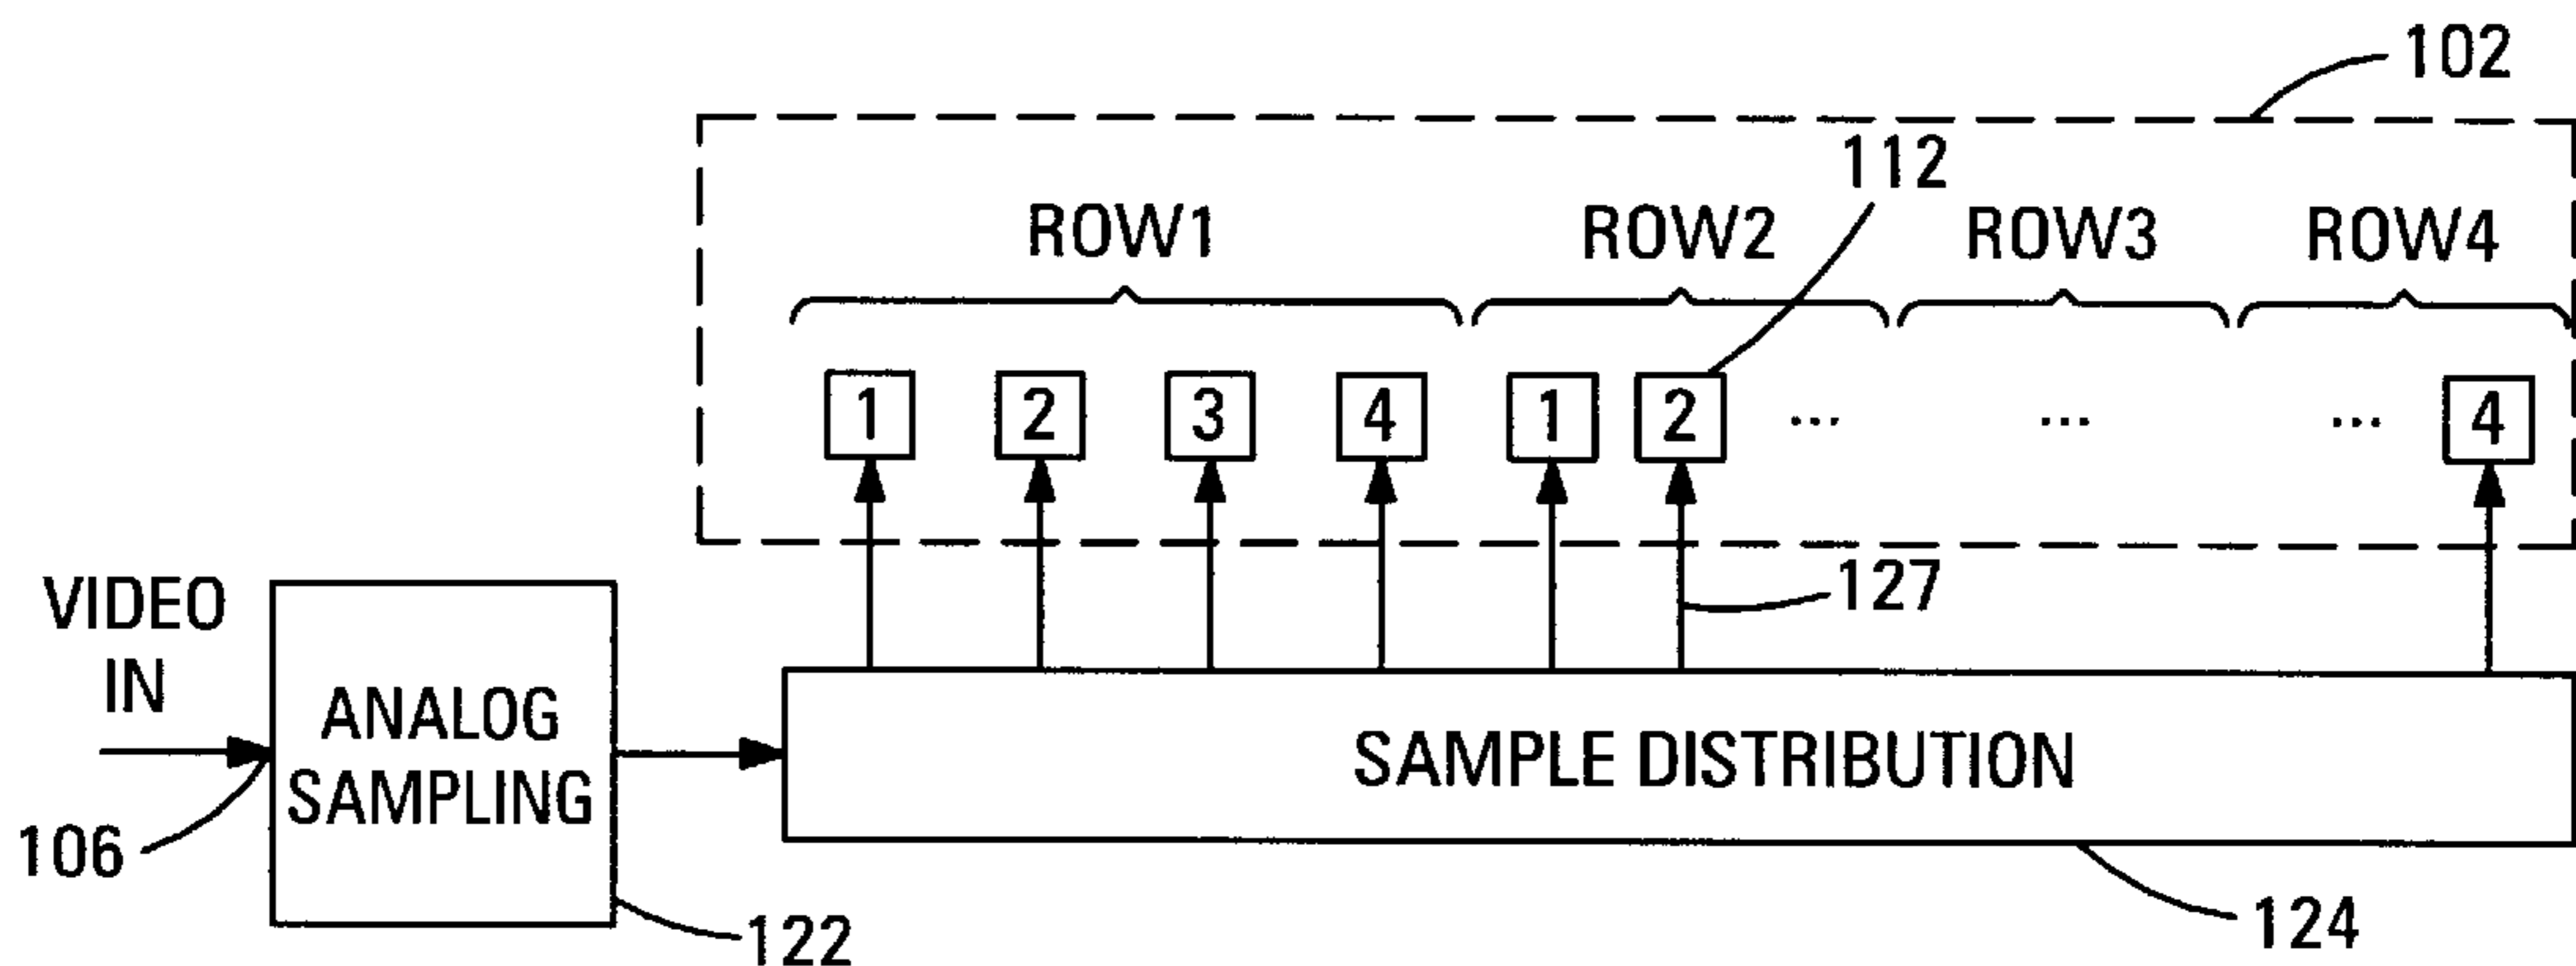 102
112
ROW1 ROW2 ROW3 ROW4
1 2 3 4 1 2 ... ... ... 4
VIDEO
IN
127
ANALOG
SAMPLING
SAMPLE DISTRIBUTION
106
122
124